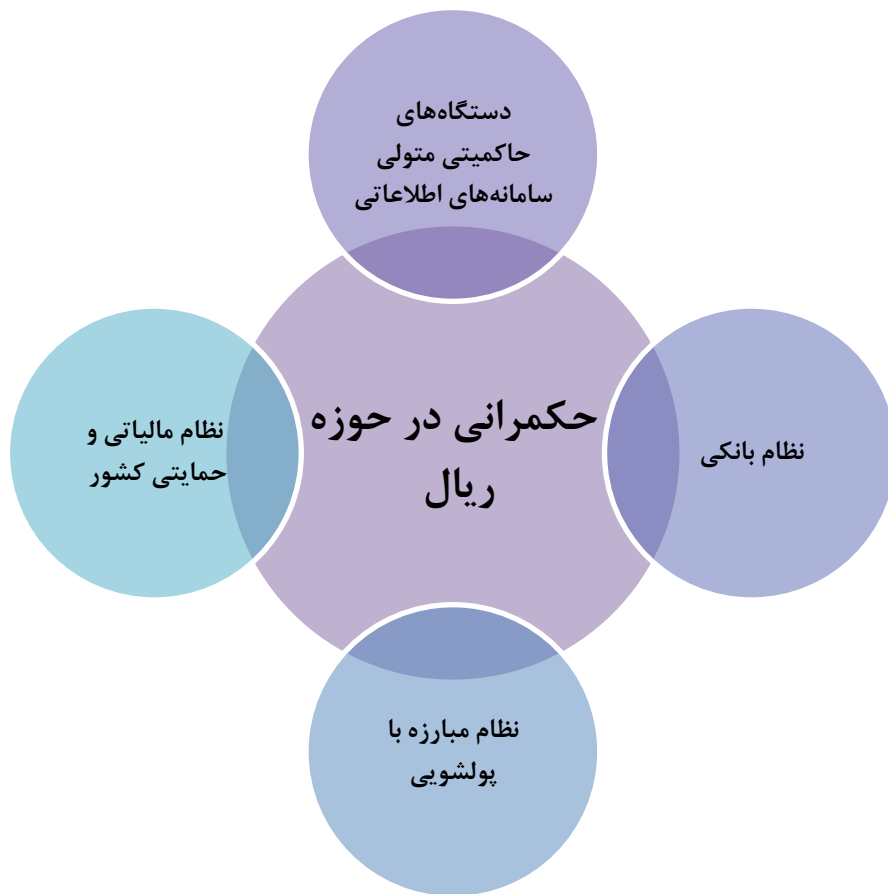 دستگاه‌های
حاکمیتی متولی
سامانه‌های اطلاعاتی
حکمرانی در حوزه
ریال
نظام بانکی
نظام مالیاتی و
حمایتی کشور
نظام مبارزه با
پولشویی